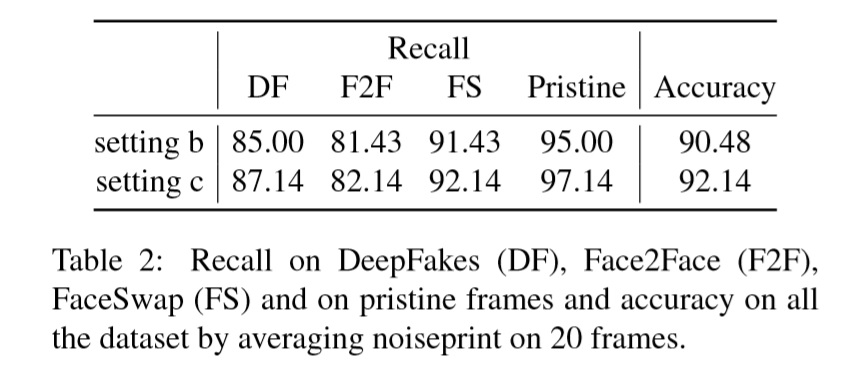 Recall
DF F2F FS Pristine Accuracy
setting b 85.00 81.43 91.43 95.00 90.48
setting c 87.14 82.14 92.14 97.14 92.14
Table 2: Recall on DeepFakes (DF), Face2Face (F2F),
FaceSwap (FS) and on pristine frames and accuracy on all
the dataset by averaging noiseprint on 20 frames.